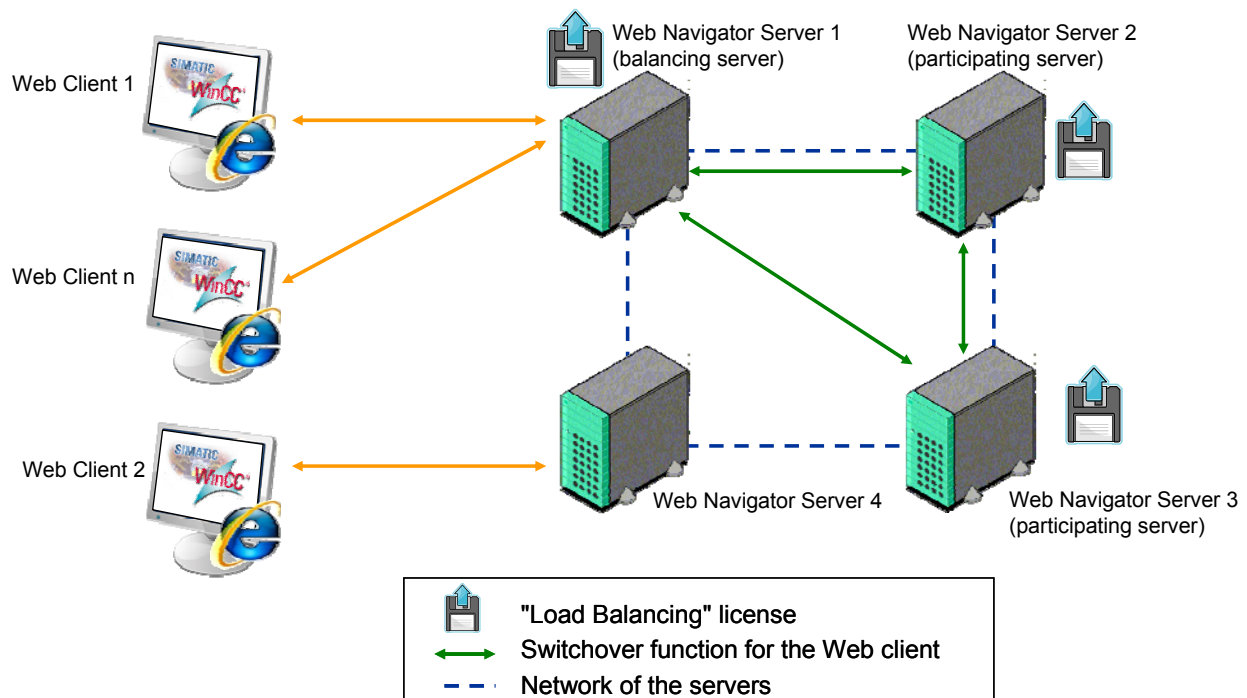 Web Navigator Server 1
(balancing server)
Web Navigator Server 2
(participating server)
Web Client 1
SIMATIC
WinCC
Web Client n
SIMATIC
WinCC
Web Client 2
SIMATIC
WinCC
Web Navigator Server 4
Web Navigator Server 3
(participating server)
"Load Balancing" license
Switchover function for the Web client
Network of the servers